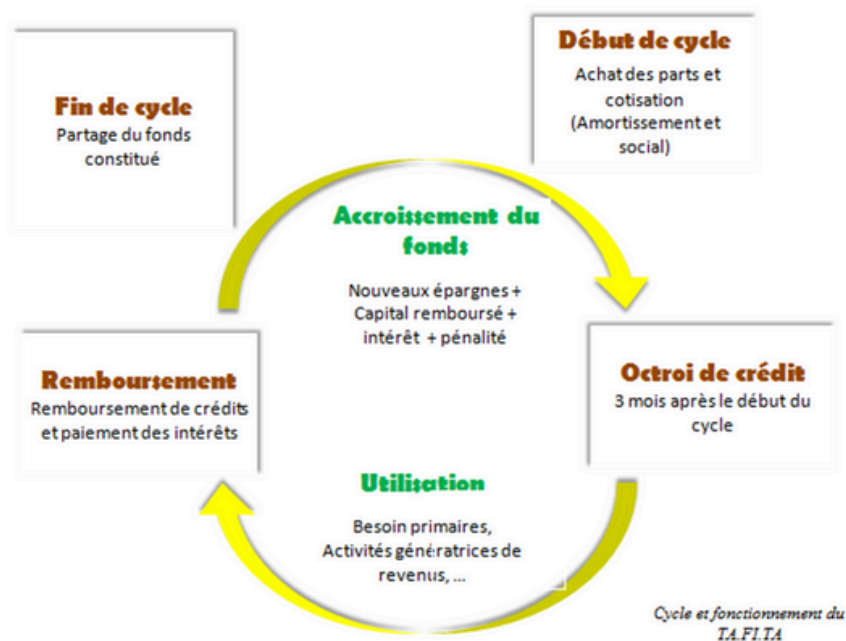 Début de cycle
Achat des parts et
cotisation
(Amortissement et
social)
Fin de cycle
Partage du fonds
constitué
Accroissement du
fonds
Nouveaux épargnes +
Capital remboursé +
intérêt + pénalité
Remboursement
Remboursement de crédits
et paiement des intérêts
Octroi de crédit
3 mois après le début du
cycle
Utilisation
Besoin primaires,
Activités génératrices de
revenus, ...
Cycle et fonctionnement du
TA.FI.TA